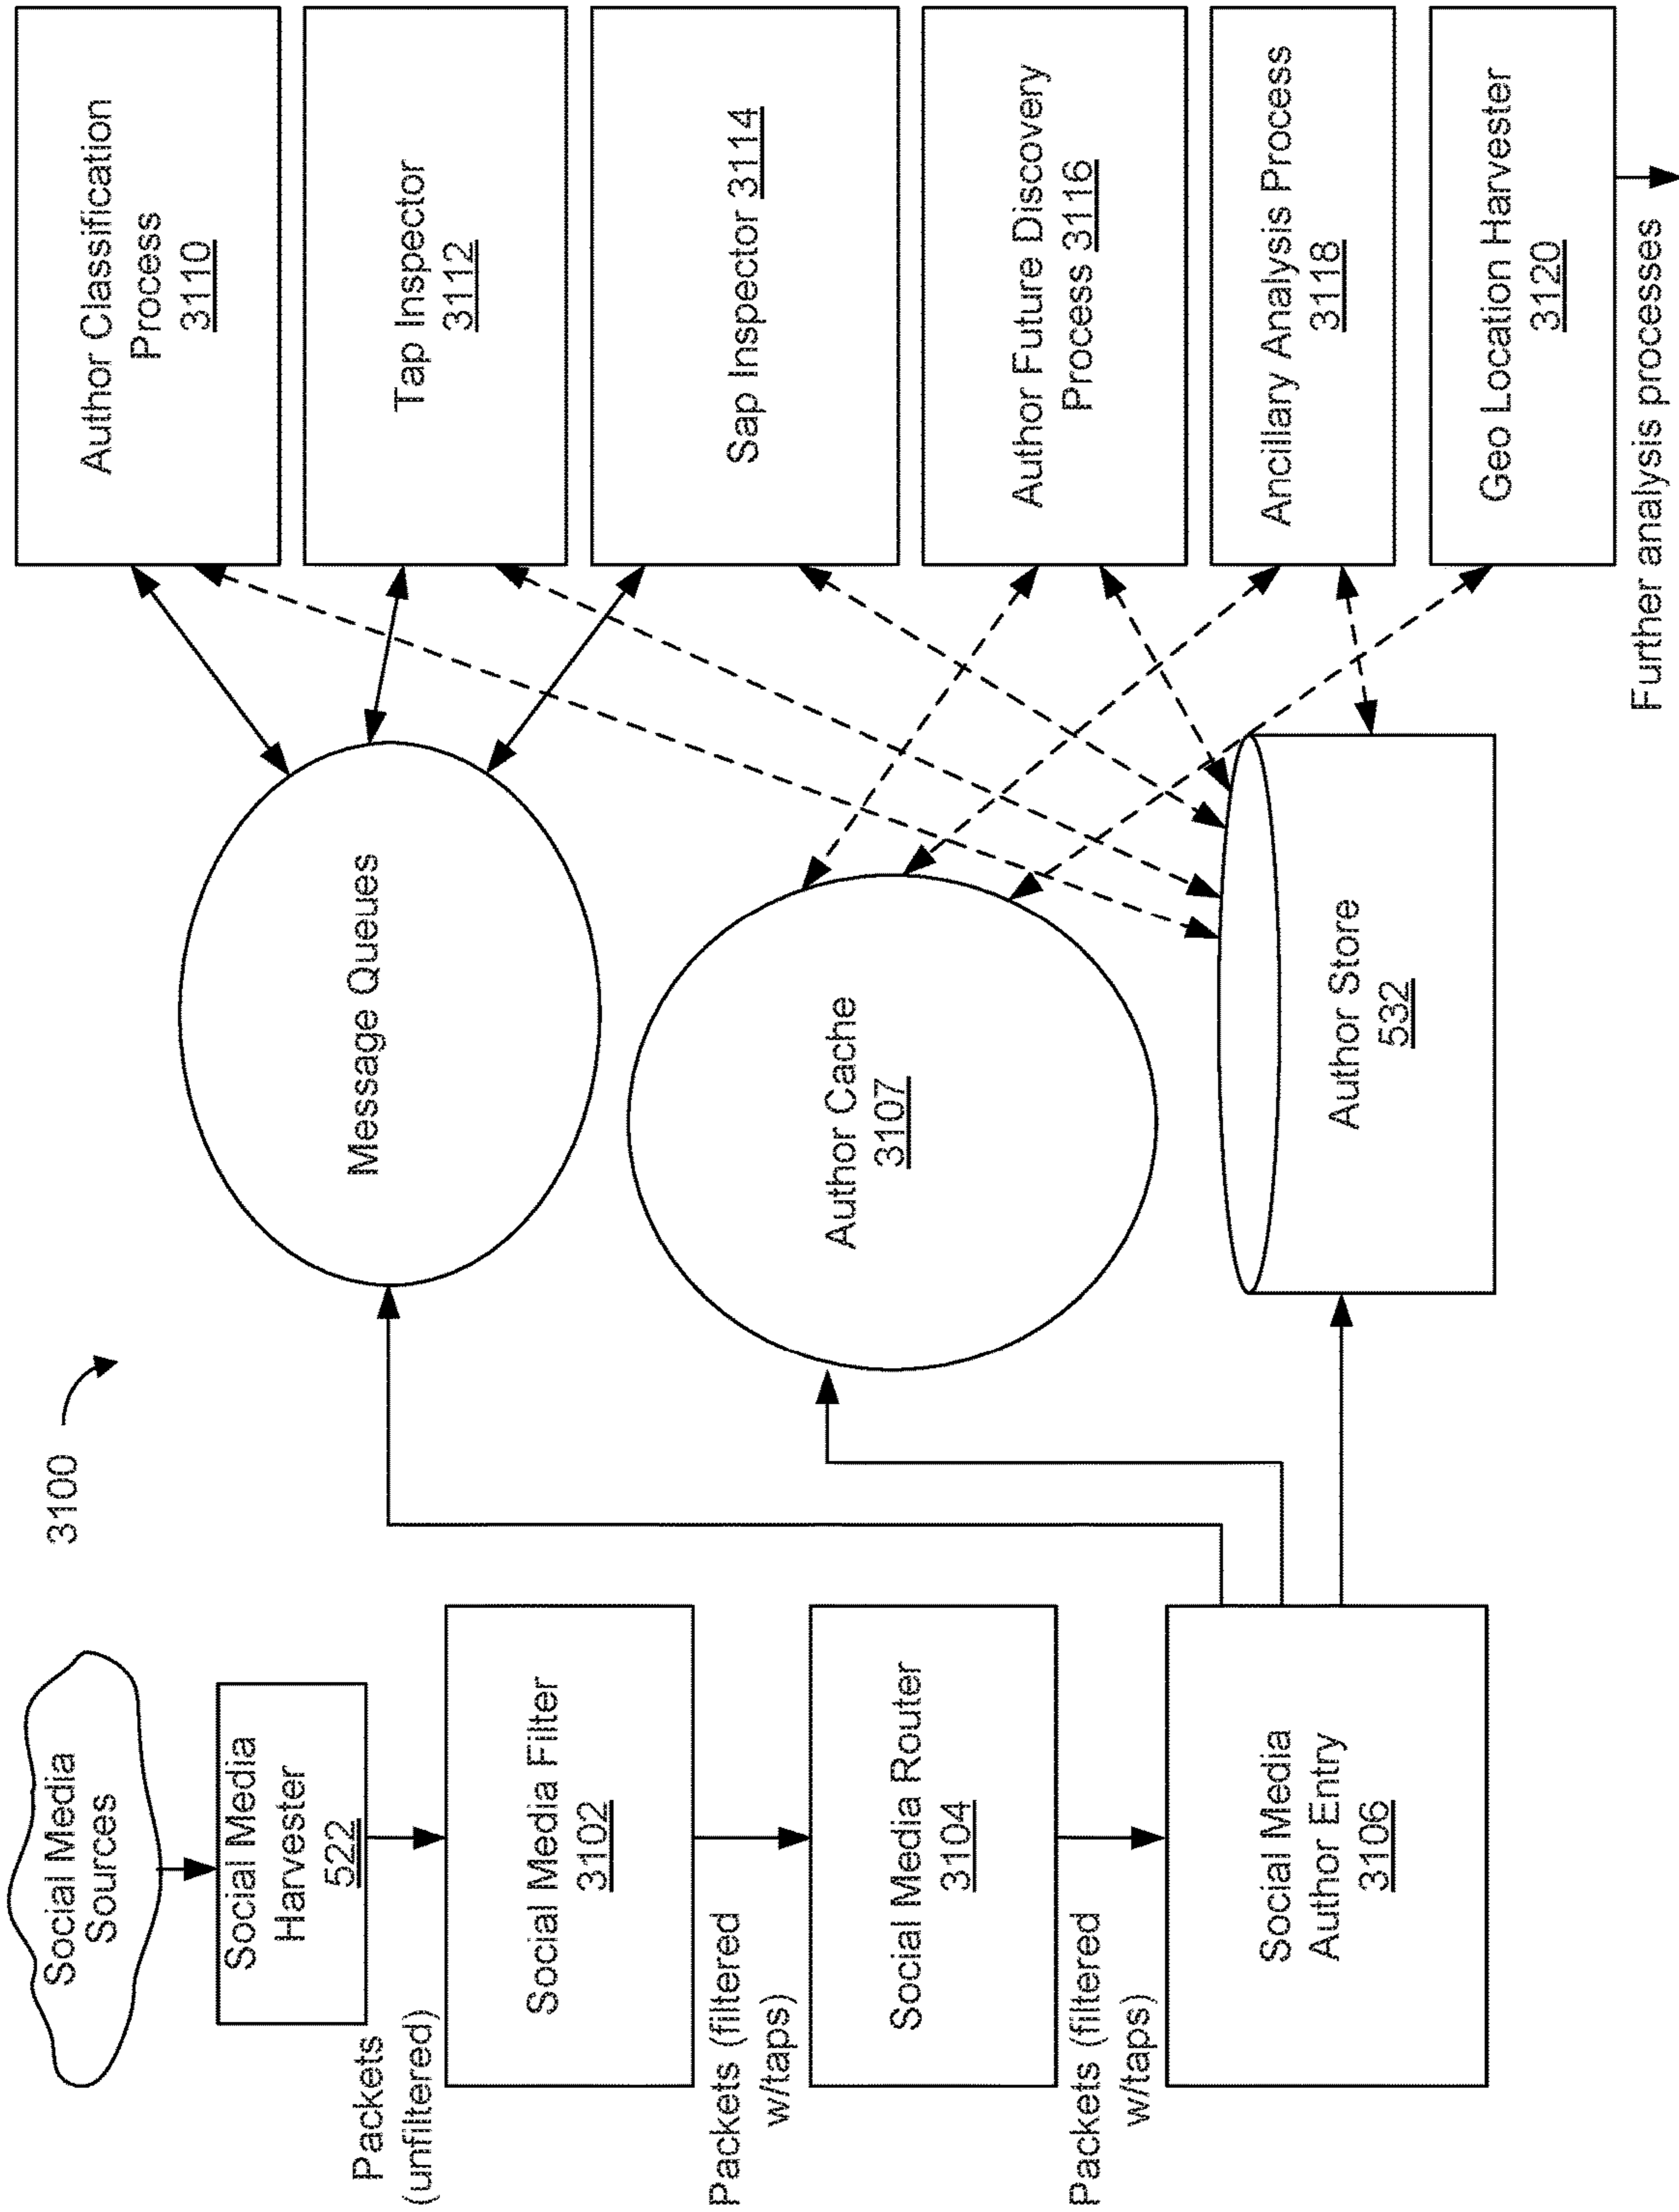 3100
Social Media
Sources
Social Media
Harvester
522
Packets
(unfiltered)
Social Media Filter
3102
Packets (filtered
w/taps)
Social Media Router
3104
Packets (filtered
w/taps)
Social Media
Author Entry
3106
Message Queues
Author Cache
3107
Author Store
532
Author Classification
Process
3110
Tap Inspector
3112
Sap Inspector 3114
Author Future Discovery
Process 3116
Ancillary Analysis Process
3118
Geo Location Harvester
3120
Further analysis processes